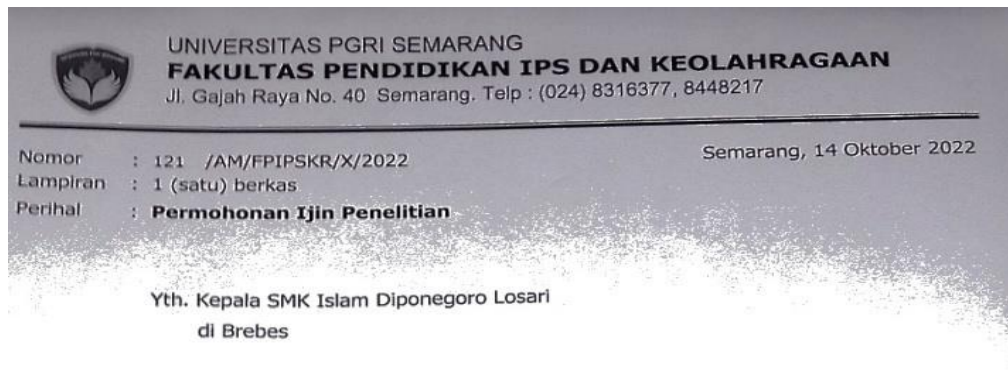 UNIVERSITAS PGRI SEMARANG
FAKULTAS PENDIDIKAN IPS DAN KEOLAHRAGAAN
Jl. Gajah Raya No. 40 Semarang. Telp : (024) 8316377, 8448217
Nomor : 121 /AM/FPIPSKR/X/2022 Semarang, 14 Oktober 2022
Lampiran : 1 (satu) berkas
Perihal : Permohonan Ijin Penelitian
Yth. Kepala SMK Islam Diponegoro Losari
di Brebes